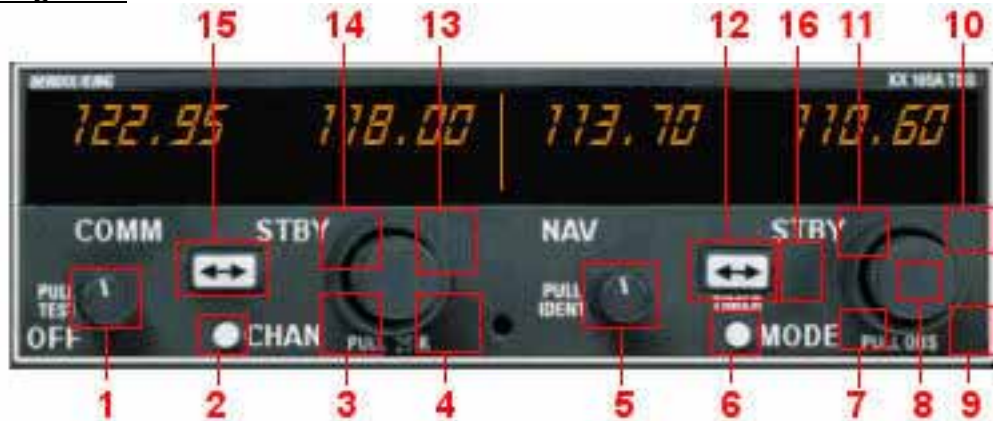 15 14 13 12 16 11 10
BENDIX/KING KX 165A TSO
122.95 118.00 113.70 110.60
COMM STBY NAV STBY
PULL TEST PULL IDENT
OFF CHAN MODE PULL OBS
1 2 3 4 5 6 7 8 9